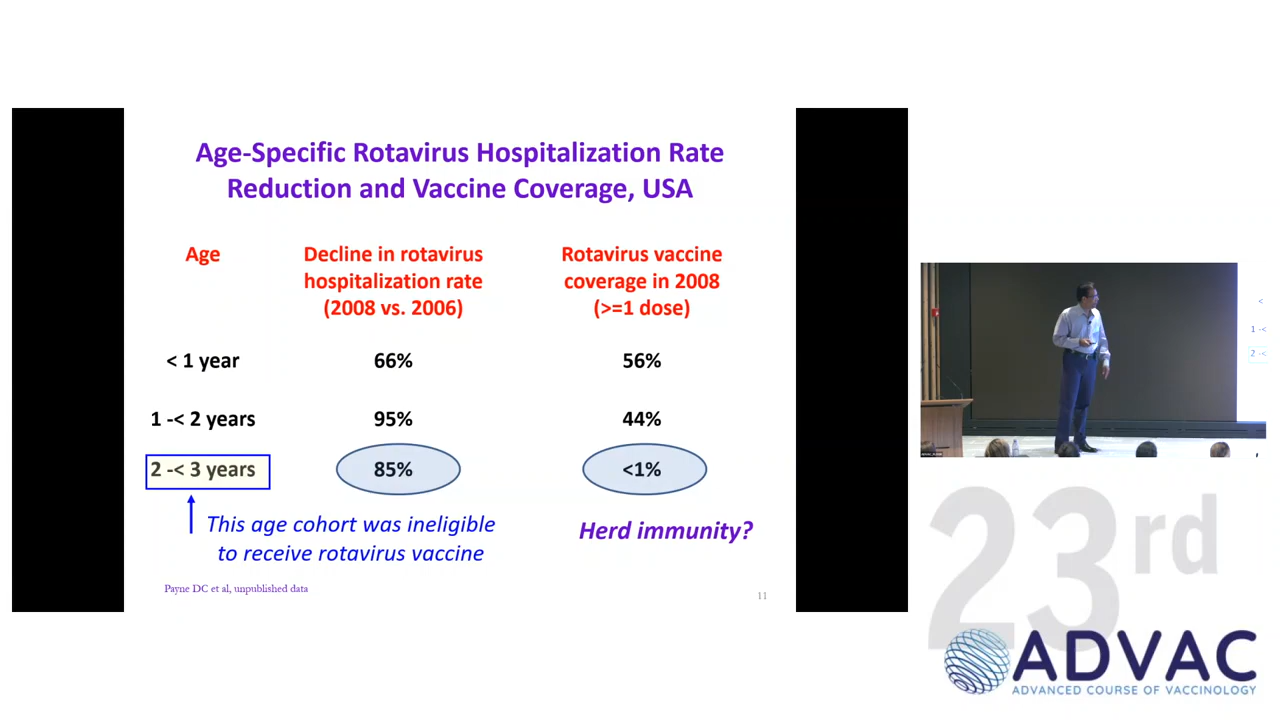 Age-Specific Rotavirus Hospitalization Rate
Reduction and Vaccine Coverage, USA
Age
Decline in rotavirus
hospitalization rate
(2008 vs. 2006)
Rotavirus vaccine
coverage in 2008
(>=1 dose)
< 1 year
66%
56%
1 -< 2 years
95%
44%
2 -< 3 years
85%
<1%
This age cohort was ineligible
to receive rotavirus vaccine
Herd immunity?
Payne DC et al, unpublished data
11
<
1 -<
2 -<
23rd
ADVAC
ADVANCED COURSE OF VACCINOLOGY